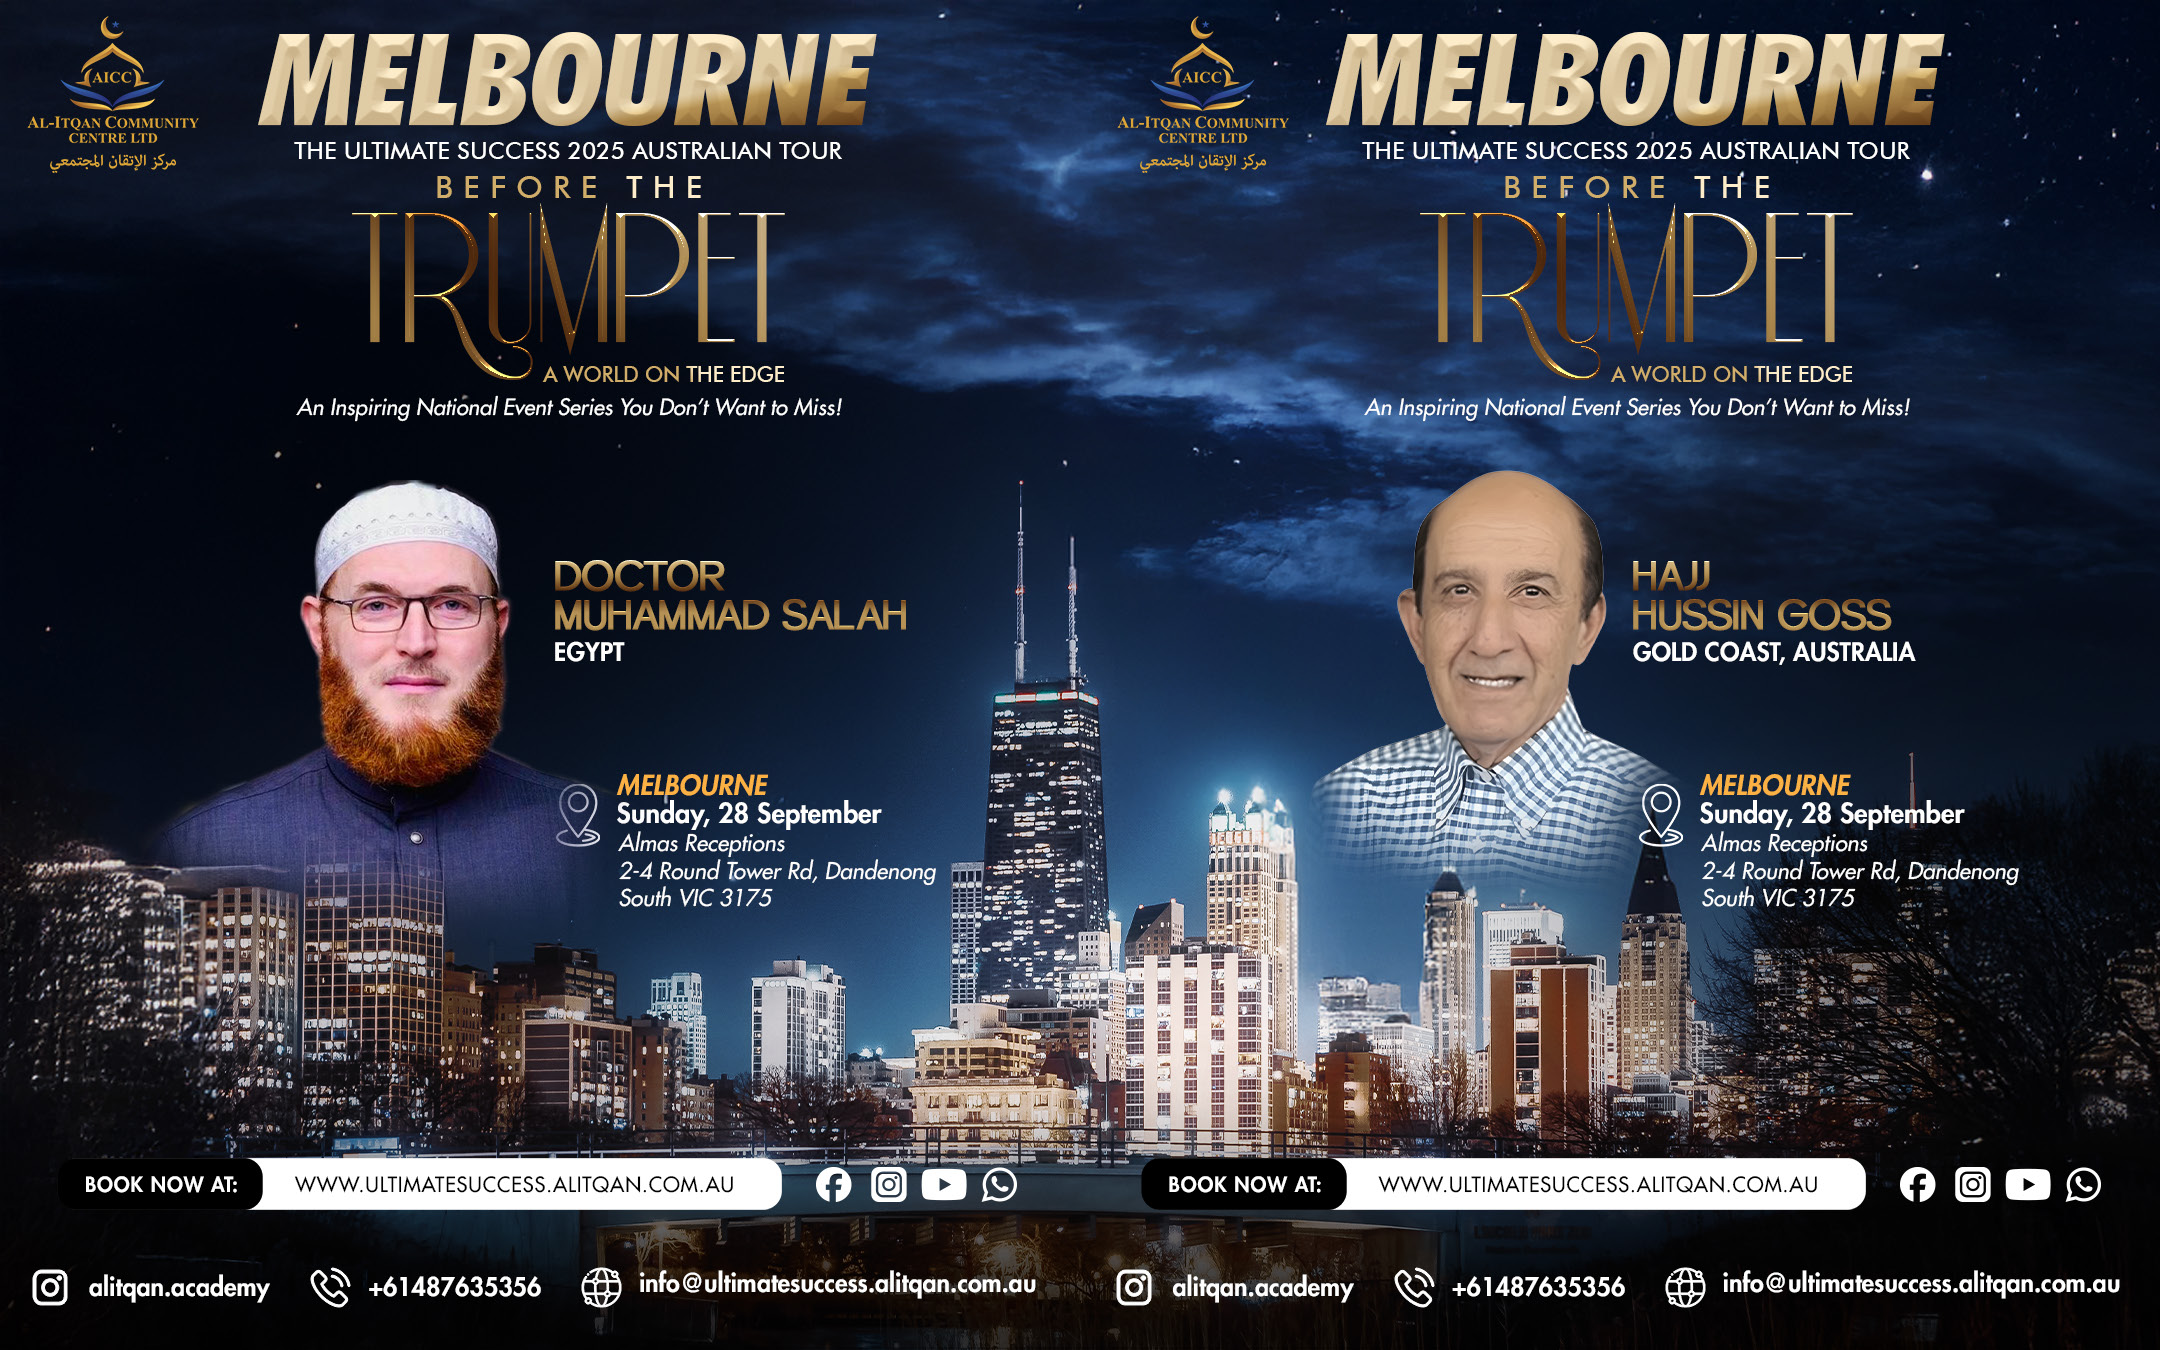 AICC
AL-ITQAN COMMUNITY
CENTRE LTD
مركز الإتقان المجتمعي
MELBOURNE
THE ULTIMATE SUCCESS 2025 AUSTRALIAN TOUR
BEFORE THE
TRUMPET
A WORLD ON THE EDGE
An Inspiring National Event Series You Don't Want to Miss!
DOCTOR
MUHAMMAD SALAH
EGYPT
MELBOURNE
Sunday, 28 September
Almas Receptions
2-4 Round Tower Rd, Dandenong
South VIC 3175
BOOK NOW AT: WWW.ULTIMATESUCCESS.ALITQAN.COM.AU
alitqan.academy +61487635356 info@ultimatesuccess.alitqan.com.au
AICC
AL-ITQAN COMMUNITY
CENTRE LTD
مركز الإتقان المجتمعي
MELBOURNE
THE ULTIMATE SUCCESS 2025 AUSTRALIAN TOUR
BEFORE THE
TRUMPET
A WORLD ON THE EDGE
An Inspiring National Event Series You Don't Want to Miss!
HAJJ
HUSSIN GOSS
GOLD COAST, AUSTRALIA
MELBOURNE
Sunday, 28 September
Almas Receptions
2-4 Round Tower Rd, Dandenong
South VIC 3175
BOOK NOW AT: WWW.ULTIMATESUCCESS.ALITQAN.COM.AU
alitqan.academy +61487635356 info@ultimatesuccess.alitqan.com.au